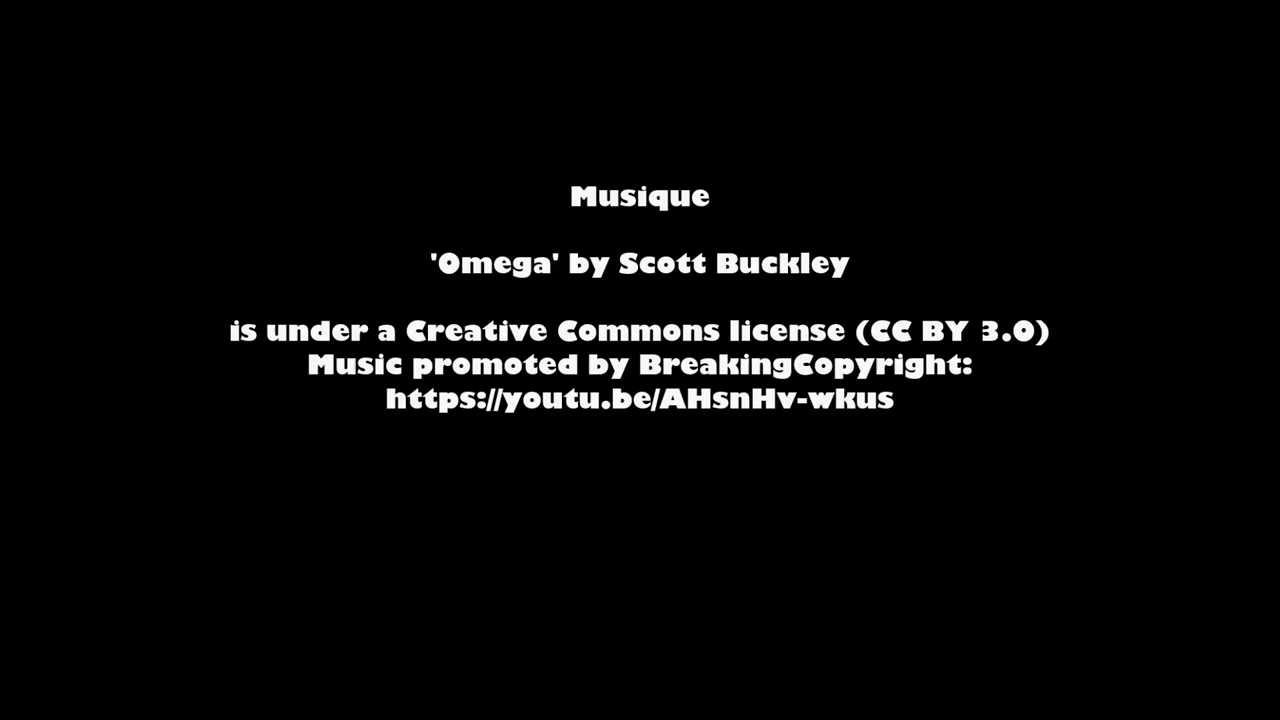 Musique
'Omega' by Scott Buckley
is under a Creative Commons license (CC BY 3.0)
Music promoted by BreakingCopyright:
https://youtu.be/AHsnHv-wkus